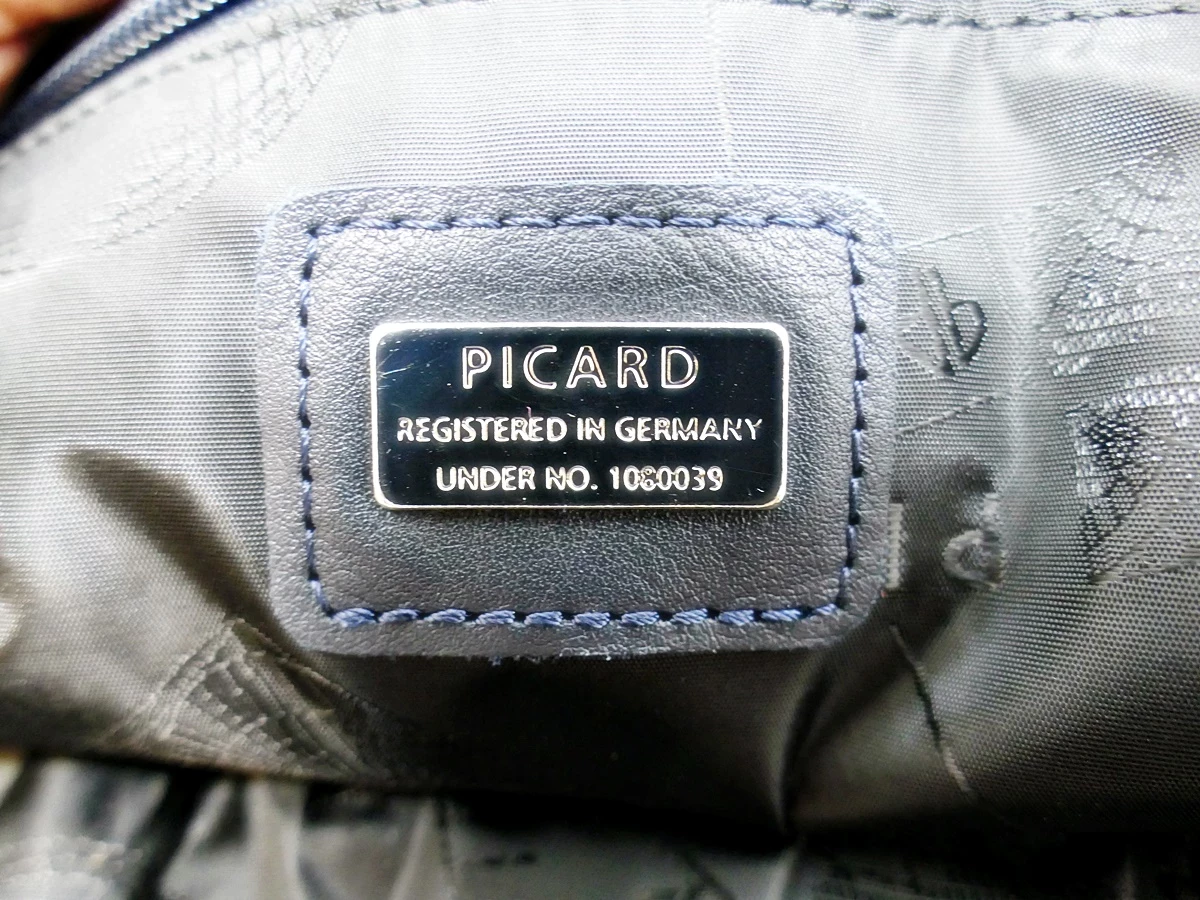 PICARD
REGISTERED IN GERMANY
UNDER NO. 1080039